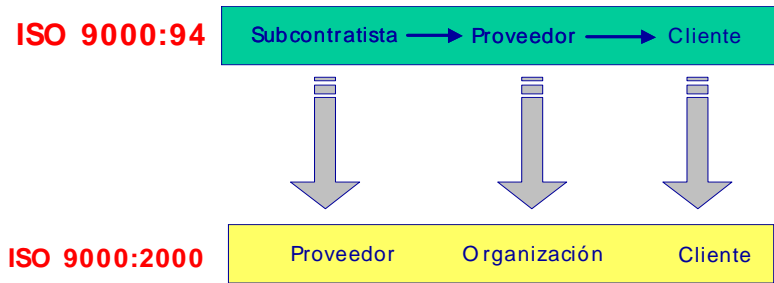 ISO 9000:94 Subcontratista Proveedor Cliente
ISO 9000:2000 Proveedor Organización Cliente